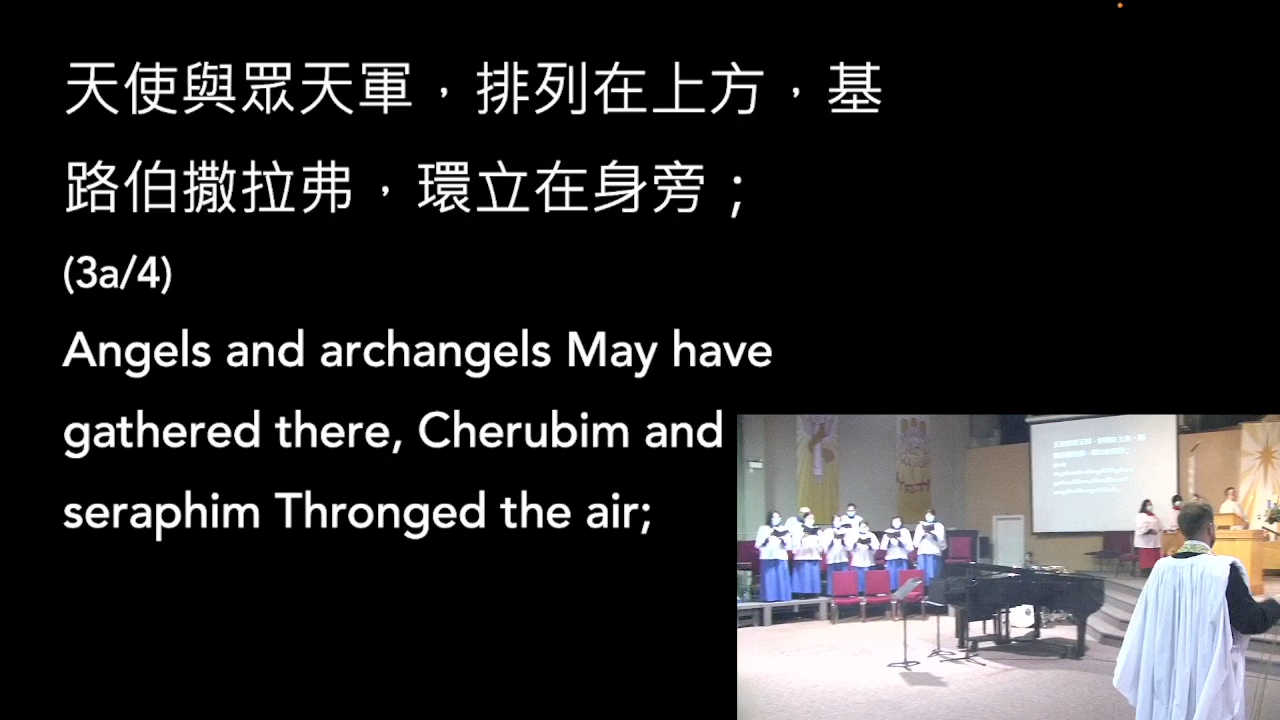 天使與眾天軍，排列在上方，基
路伯撒拉弗，環立在身旁；
(3a/4)
Angels and archangels May have
gathered there, Cherubim and
seraphim Thronged the air;